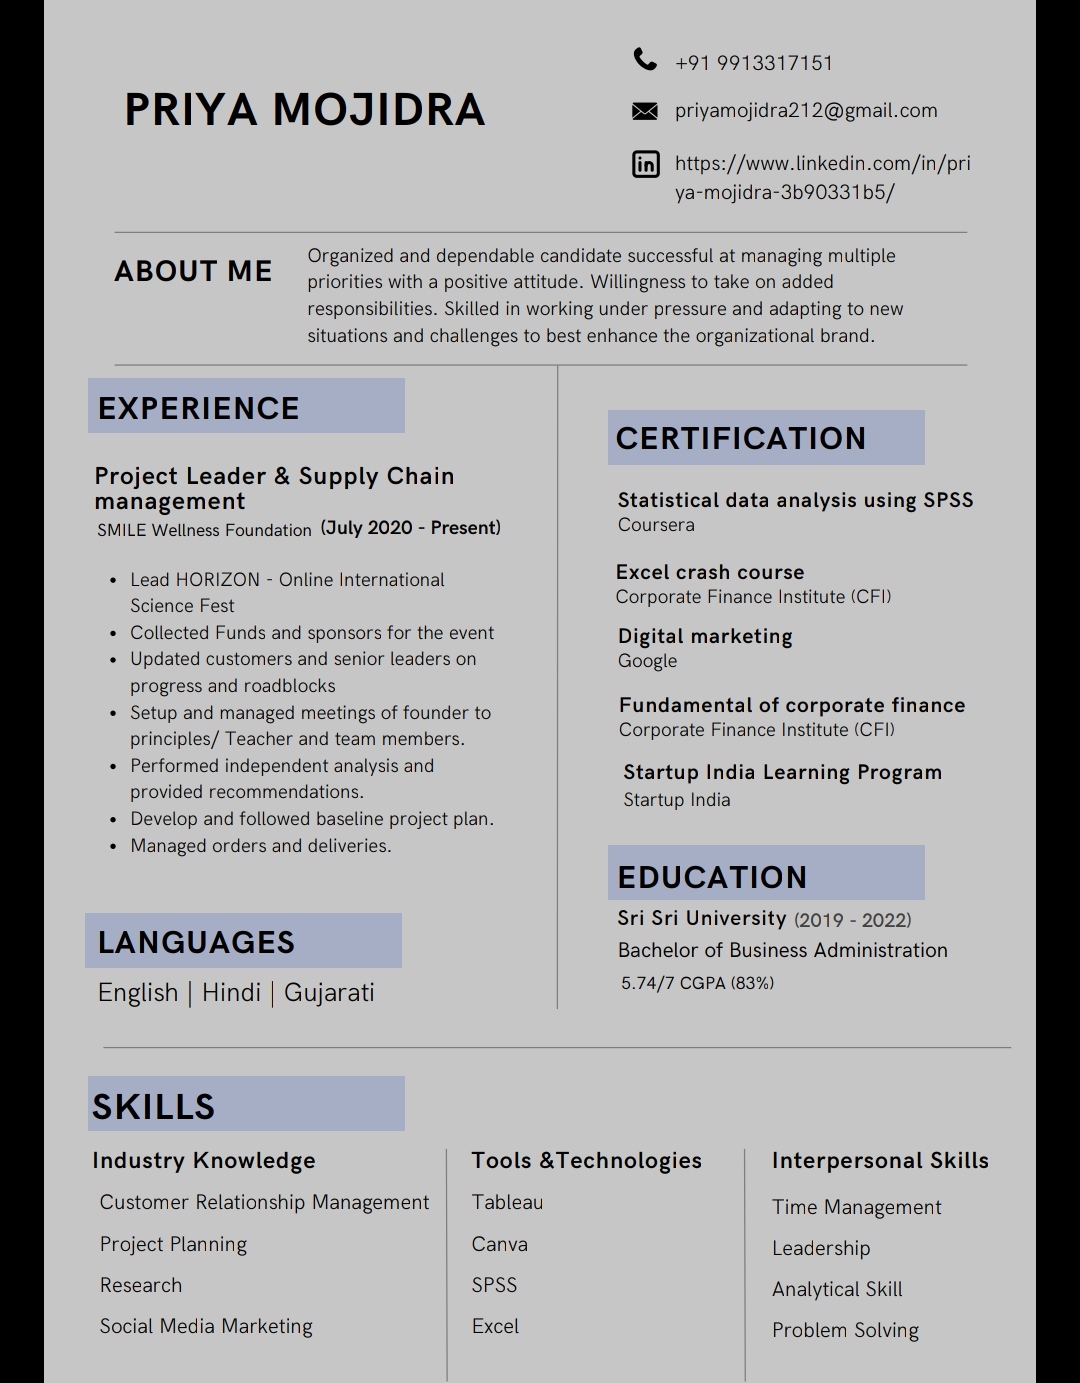 PRIYA MOJIDRA
+91 9913317151
priyamojidra212@gmail.com
https://www.linkedin.com/in/pri
ya-mojidra-3b90331b5/
ABOUT ME
Organized and dependable candidate successful at managing multiple
priorities with a positive attitude. Willingness to take on added
responsibilities. Skilled in working under pressure and adapting to new
situations and challenges to best enhance the organizational brand.
EXPERIENCE
Project Leader & Supply Chain
management
SMILE Wellness Foundation (July 2020 - Present)
• Lead HORIZON - Online International
Science Fest
• Collected Funds and sponsors for the event
• Updated customers and senior leaders on
progress and roadblocks
• Setup and managed meetings of founder to
principles/ Teacher and team members.
• Performed independent analysis and
provided recommendations.
• Develop and followed baseline project plan.
• Managed orders and deliveries.
LANGUAGES
English | Hindi | Gujarati
CERTIFICATION
Statistical data analysis using SPSS
Coursera
Excel crash course
Corporate Finance Institute (CFI)
Digital marketing
Google
Fundamental of corporate finance
Corporate Finance Institute (CFI)
Startup India Learning Program
Startup India
EDUCATION
Sri Sri University (2019 - 2022)
Bachelor of Business Administration
5.74/7 CGPA (83%)
SKILLS
Industry Knowledge
Customer Relationship Management
Project Planning
Research
Social Media Marketing
Tools &Technologies
Tableau
Canva
SPSS
Excel
Interpersonal Skills
Time Management
Leadership
Analytical Skill
Problem Solving